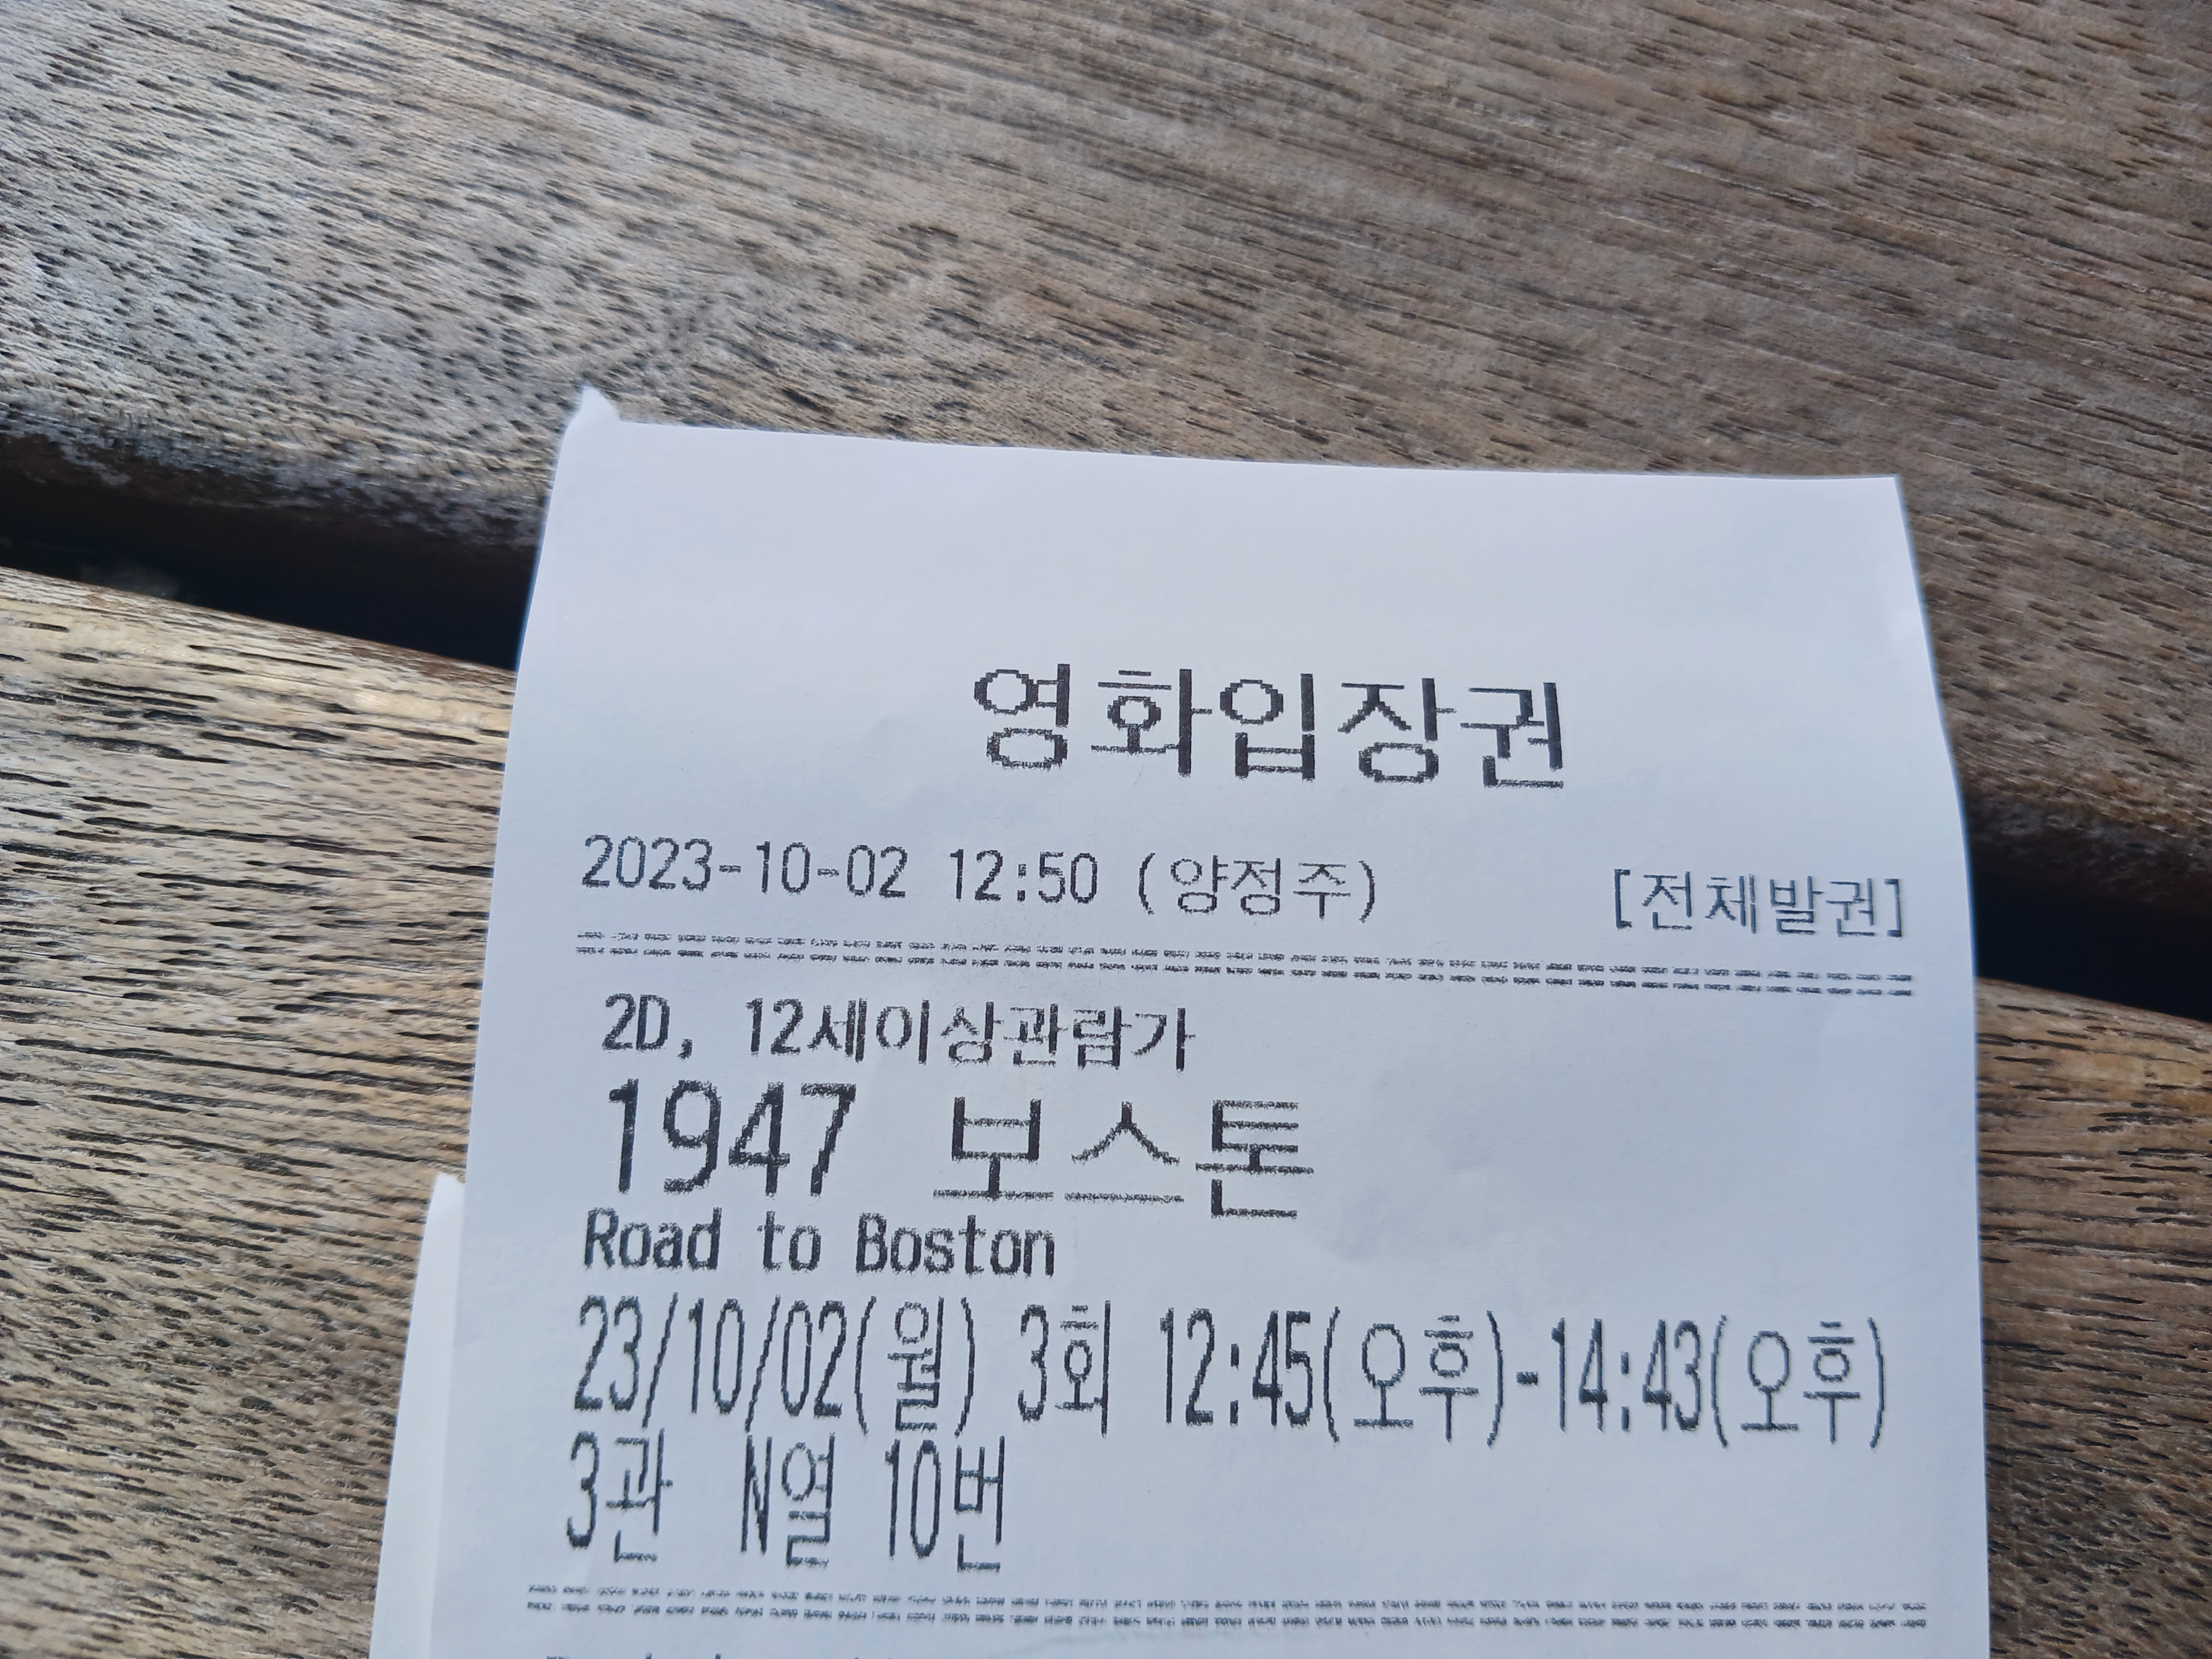 영화입장권
2023-10-02 12:50 (양정주) [전체발권]
2D, 12세이상관람가
1947 보스톤
Road to Boston
23/10/02(월) 3회 12:45(오후)-14:43(오후)
3관 N열 10번